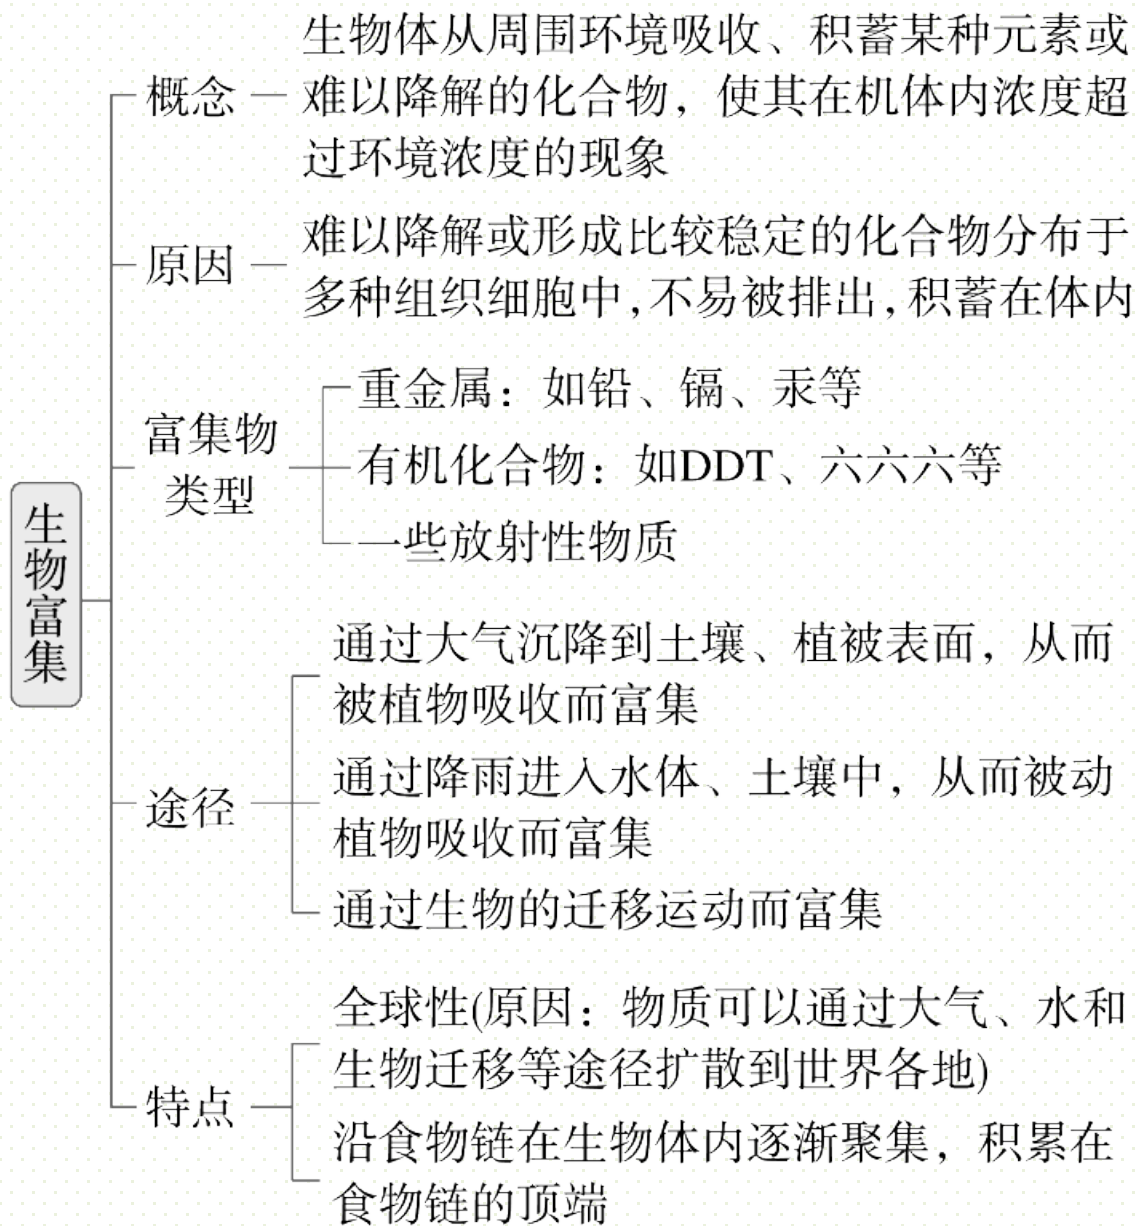 生物富集
概念
生物体从周围环境吸收、积蓄某种元素或
难以降解的化合物，使其在机体内浓度超
过环境浓度的现象
原因
难以降解或形成比较稳定的化合物分布于
多种组织细胞中,不易被排出,积蓄在体内
富集物
类型
重金属：如铅、镉、汞等
有机化合物：如DDT、六六六等
一些放射性物质
途径
通过大气沉降到土壤、植被表面，从而
被植物吸收而富集
通过降雨进入水体、土壤中，从而被动
植物吸收而富集
通过生物的迁移运动而富集
特点
全球性(原因：物质可以通过大气、水和
生物迁移等途径扩散到世界各地)
沿食物链在生物体内逐渐聚集，积累在
食物链的顶端